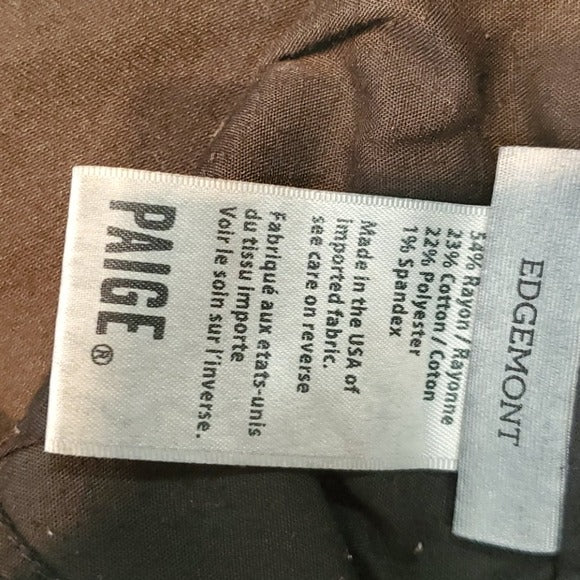 EDGEMONT
54% Rayon / Rayonne
23% Cotton / Coton
22% Polyester
1% Spandex
Made in the USA of
imported fabric.
see care on reverse
Fabriqué aux etats-unis
du tissu importe
Voir le soin sur l'inverse.
PAIGE®